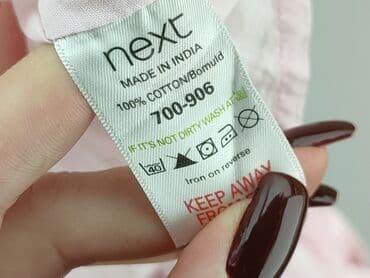 next
MADE IN INDIA
100% COTTON/Bomuld
700-906
IF IT'S NOT DIRTY WASH AT 30
40
Iron on reverse
KEEP AWAY